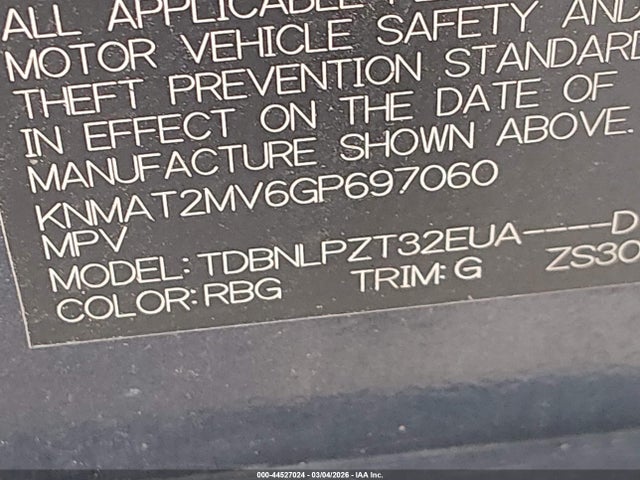 ALL APPLICABLE
MOTOR VEHICLE SAFETY AND
THEFT PREVENTION STANDARD
IN EFFECT ON THE DATE OF
MANUFACTURE SHOWN ABOVE.
KNMAT2MV6GP697060
MPV
MODEL: TDBNLPZT32EUA----D
COLOR: RBG TRIM: G ZS30
000-44527024 - 03/04/2026 - IAA Inc.